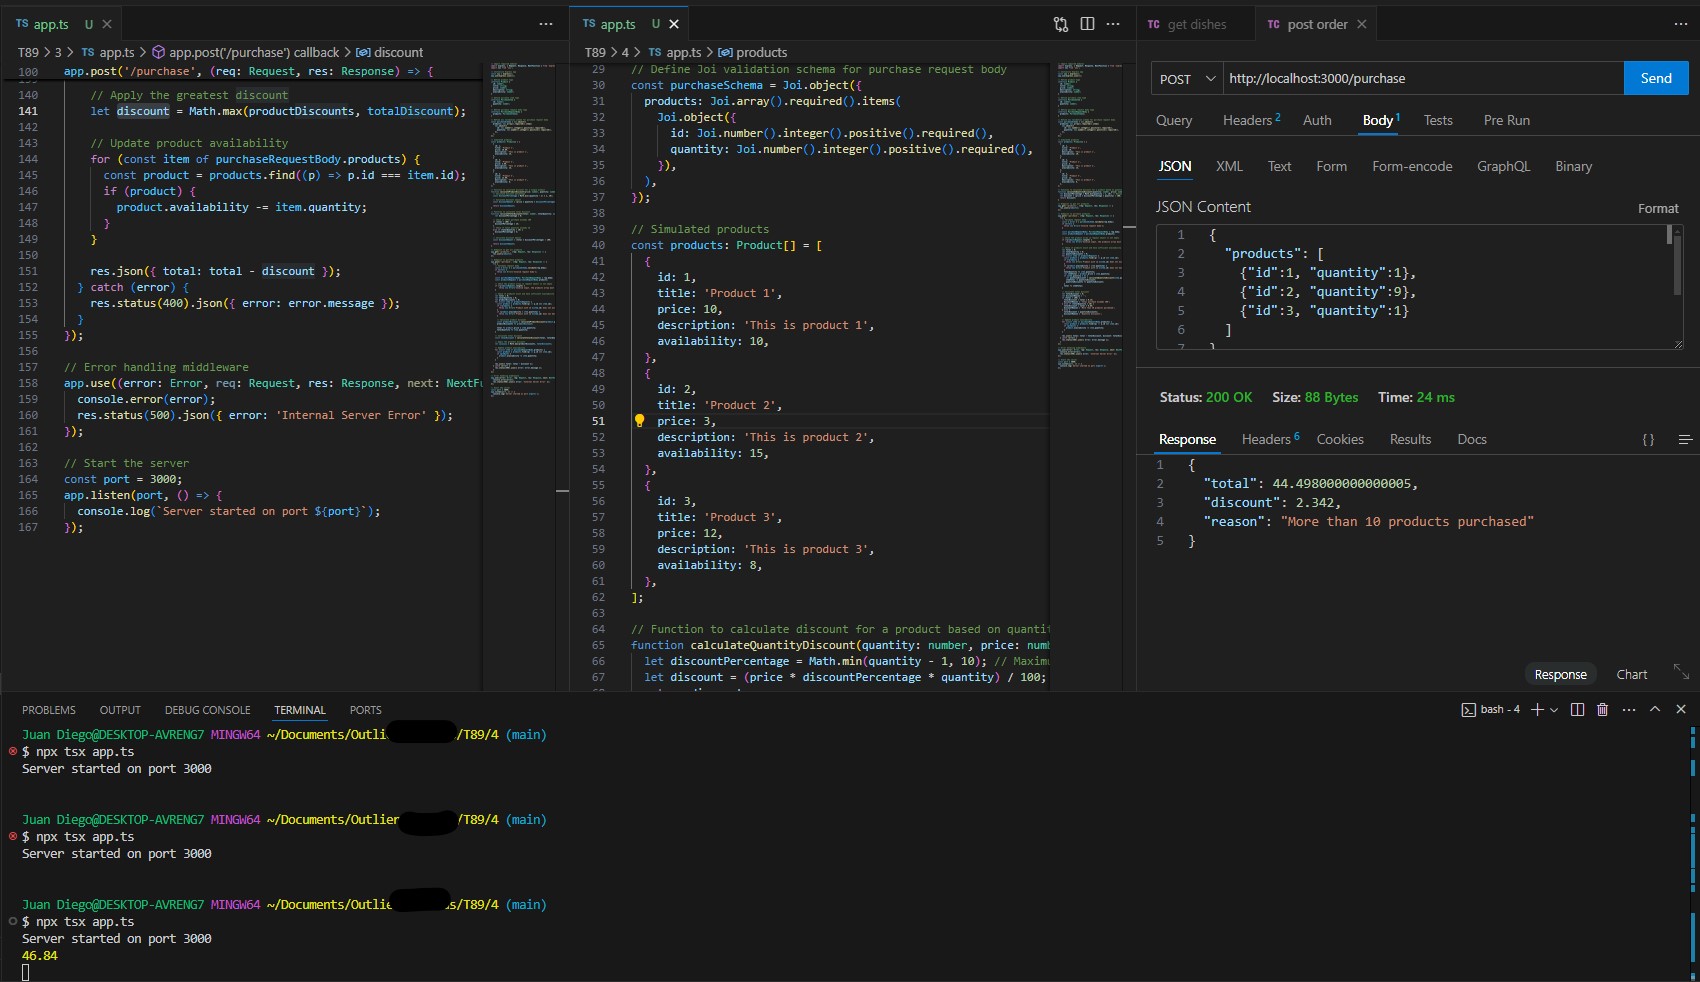 TS app.ts U
T89 > 3 > TS app.ts > app.post('/purchase') callback > discount
100 app.post('/purchase', (req: Request, res: Response) => {
140 // Apply the greatest discount
141 let discount = Math.max(productDiscounts, totalDiscount);
142
143 // Update product availability
144 for (const item of purchaseRequestBody.products) {
145 const product = products.find((p) => p.id === item.id);
146 if (product) {
147 product.availability -= item.quantity;
148 }
149 }
150
151 res.json({ total: total - discount });
152 } catch (error) {
153 res.status(400).json({ error: error.message });
154 }
155 });
156
157 // Error handling middleware
158 app.use((error: Error, req: Request, res: Response, next: NextFu
159 console.error(error);
160 res.status(500).json({ error: 'Internal Server Error' });
161 });
162
163 // Start the server
164 const port = 3000;
165 app.listen(port, () => {
166 console.log(`Server started on port ${port}`);
167 });
TS app.ts U
T89 > 4 > TS app.ts > products
29 // Define Joi validation schema for purchase request body
30 const purchaseSchema = Joi.object({
31 products: Joi.array().required().items(
32 Joi.object({
33 id: Joi.number().integer().positive().required(),
34 quantity: Joi.number().integer().positive().required(),
35 }),
36 ),
37 });
38
39 // Simulated products
40 const products: Product[] = [
41 {
42 id: 1,
43 title: 'Product 1',
44 price: 10,
45 description: 'This is product 1',
46 availability: 10,
47 },
48 {
49 id: 2,
50 title: 'Product 2',
51 price: 3,
52 description: 'This is product 2',
53 availability: 15,
54 },
55 {
56 id: 3,
57 title: 'Product 3',
58 price: 12,
59 description: 'This is product 3',
60 availability: 8,
61 },
62 ];
63
64 // Function to calculate discount for a product based on quantit
65 function calculateQuantityDiscount(quantity: number, price: numb
66 let discountPercentage = Math.min(quantity - 1, 10); // Maximu
67 let discount = (price * discountPercentage * quantity) / 100;
TC get dishes
TC post order
POST http://localhost:3000/purchase Send
Query Headers 2 Auth Body 1 Tests Pre Run
JSON XML Text Form Form-encode GraphQL Binary
JSON Content Format
1 {
2 "products": [
3 {"id":1, "quantity":1},
4 {"id":2, "quantity":9},
5 {"id":3, "quantity":1}
6 ]
7 }
Status: 200 OK Size: 88 Bytes Time: 24 ms
Response Headers 6 Cookies Results Docs { }
1 {
2 "total": 44.498000000000005,
3 "discount": 2.342,
4 "reason": "More than 10 products purchased"
5 }
Response Chart
PROBLEMS OUTPUT DEBUG CONSOLE TERMINAL PORTS
bash - 4
Juan Diego@DESKTOP-AVRENG7 MINGW64 ~/Documents/Outli /T89/4 (main)
$ npx tsx app.ts
Server started on port 3000
Juan Diego@DESKTOP-AVRENG7 MINGW64 ~/Documents/Outlier /T89/4 (main)
$ npx tsx app.ts
Server started on port 3000
Juan Diego@DESKTOP-AVRENG7 MINGW64 ~/Documents/Outlie s/T89/4 (main)
$ npx tsx app.ts
Server started on port 3000
46.84